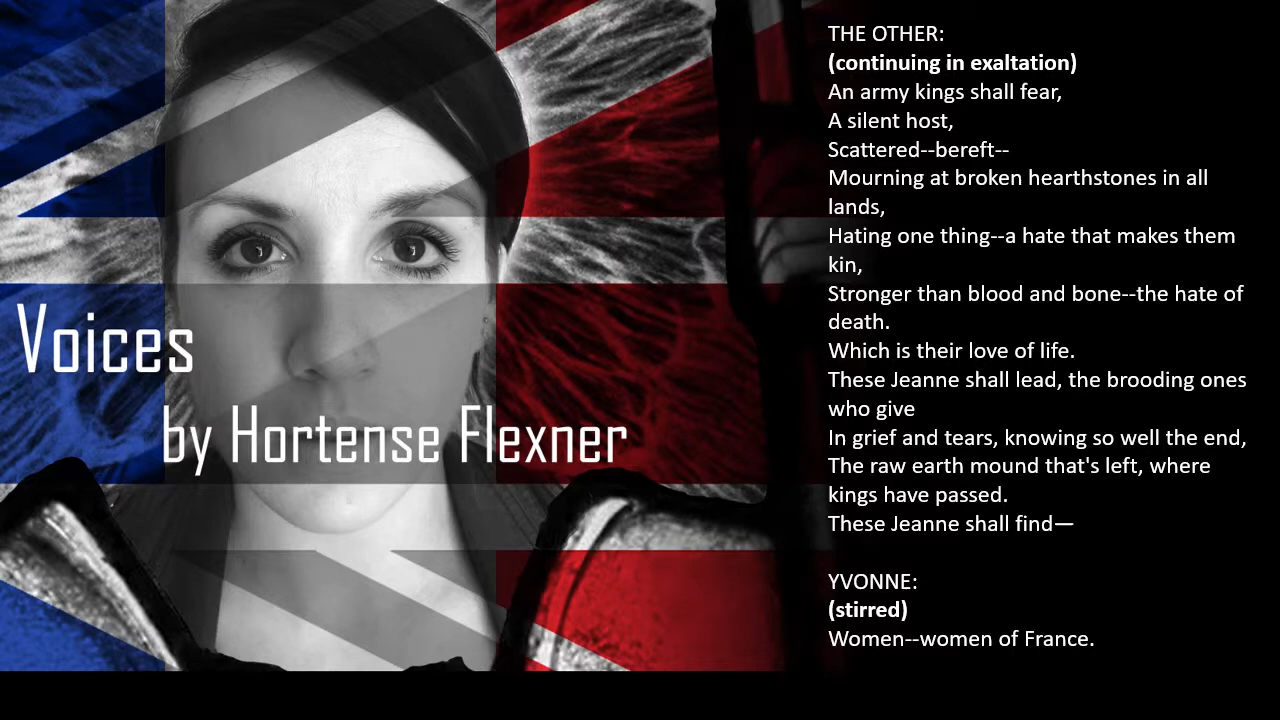 Voices
by Hortense Flexner
THE OTHER:
(continuing in exaltation)
An army kings shall fear,
A silent host,
Scattered--bereft--
Mourning at broken hearthstones in all
lands,
Hating one thing--a hate that makes them
kin,
Stronger than blood and bone--the hate of
death.
Which is their love of life.
These Jeanne shall lead, the brooding ones
who give
In grief and tears, knowing so well the end,
The raw earth mound that's left, where
kings have passed.
These Jeanne shall find—
YVONNE:
(stirred)
Women--women of France.